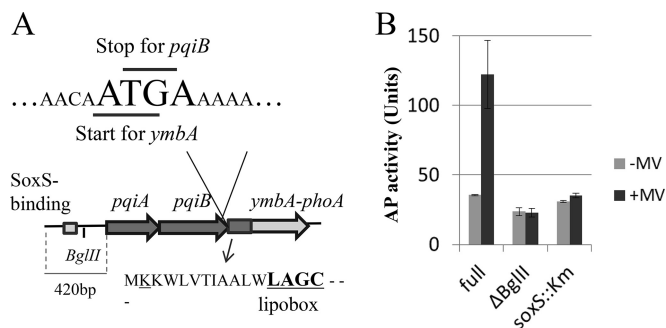 A
Stop for pqiB
...AACAATGAAAAA...
Start for ymbA
SoxS-
binding
pqiA
pqiB
ymbA-phoA
BglII
420bp
MKKWLVTIAALWLAGC - -
-
lipobox
B
AP activity (Units)
150
100
50
0
full
ΔBglII
soxS::Km
-MV
+MV